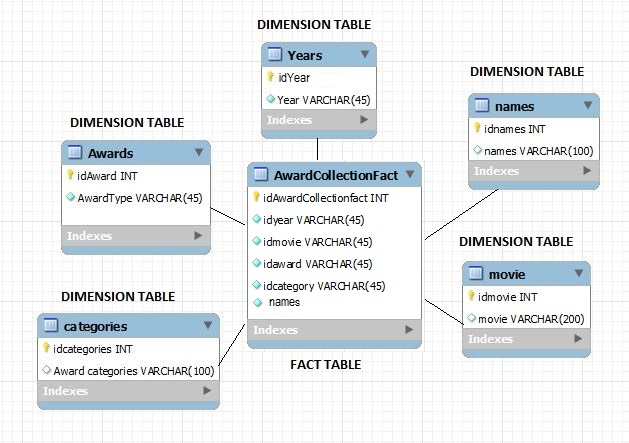 DIMENSION TABLE
Years
idYear
Year VARCHAR(45)
Indexes
DIMENSION TABLE
names
idnames INT
names VARCHAR(100)
Indexes
DIMENSION TABLE
Awards
idAward INT
AwardType VARCHAR(45)
Indexes
AwardCollectionFact
idAwardCollectionfact INT
idyear VARCHAR(45)
idmovie VARCHAR(45)
idaward VARCHAR(45)
idcategory VARCHAR(45)
names
Indexes
FACT TABLE
DIMENSION TABLE
movie
idmovie INT
movie VARCHAR(200)
Indexes
DIMENSION TABLE
categories
idcategories INT
Award categories VARCHAR(100)
Indexes